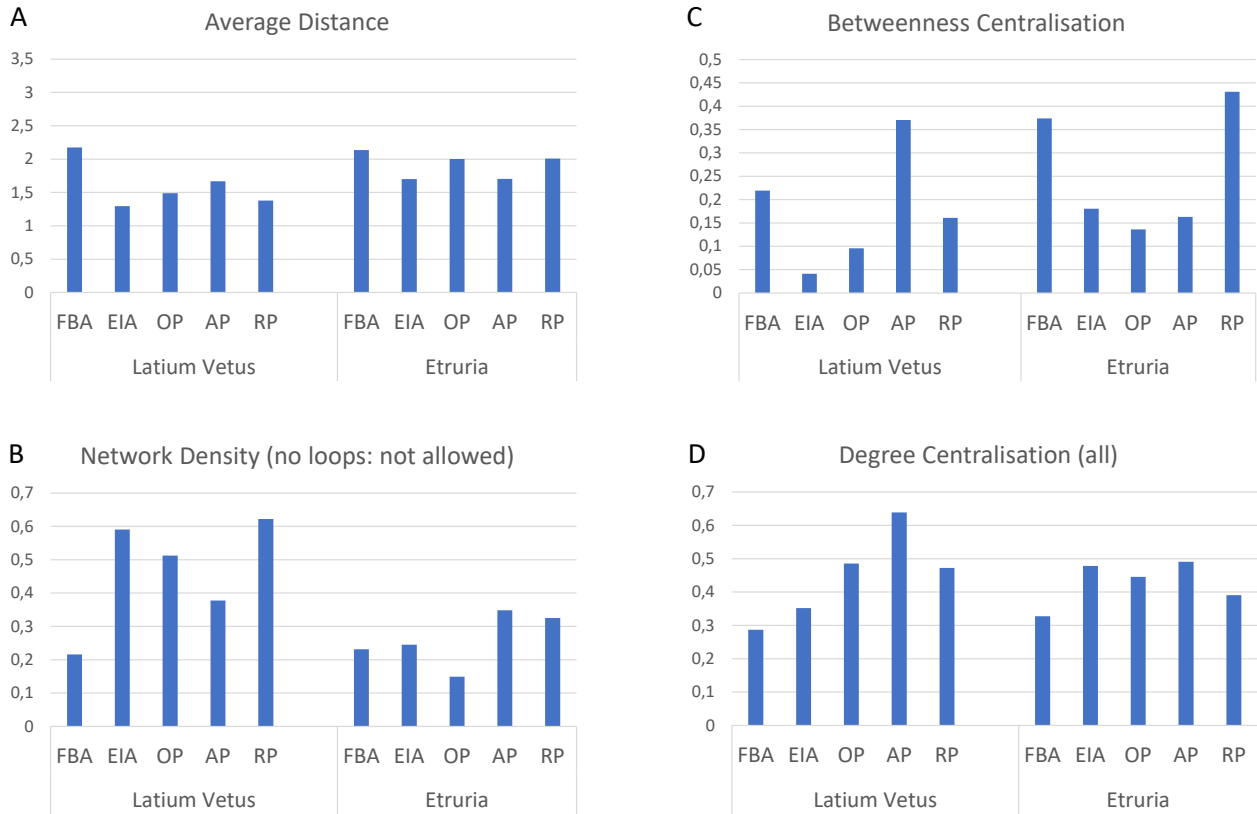 A
Average Distance
3,5
3
2,5
2
1,5
1
0,5
0
FBA EIA OP AP RP FBA EIA OP AP RP
Latium Vetus Etruria
C
Betweenness Centralisation
0,5
0,45
0,4
0,35
0,3
0,25
0,2
0,15
0,1
0,05
0
FBA EIA OP AP RP FBA EIA OP AP RP
Latium Vetus Etruria
B
Network Density (no loops: not allowed)
0,7
0,6
0,5
0,4
0,3
0,2
0,1
0
FBA EIA OP AP RP FBA EIA OP AP RP
Latium Vetus Etruria
D
Degree Centralisation (all)
0,7
0,6
0,5
0,4
0,3
0,2
0,1
0
FBA EIA OP AP RP FBA EIA OP AP RP
Latium Vetus Etruria